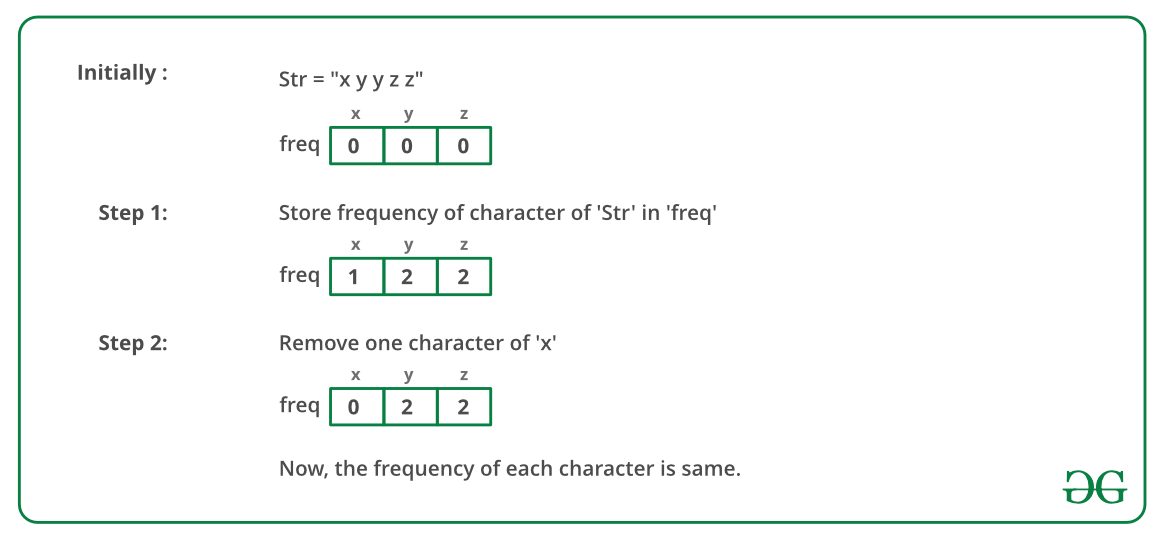 Initially :
Str = "x y y z z"
x y z
freq 0 0 0
Step 1: Store frequency of character of 'Str' in 'freq'
x y z
freq 1 2 2
Step 2: Remove one character of 'x'
x y z
freq 0 2 2
Now, the frequency of each character is same.